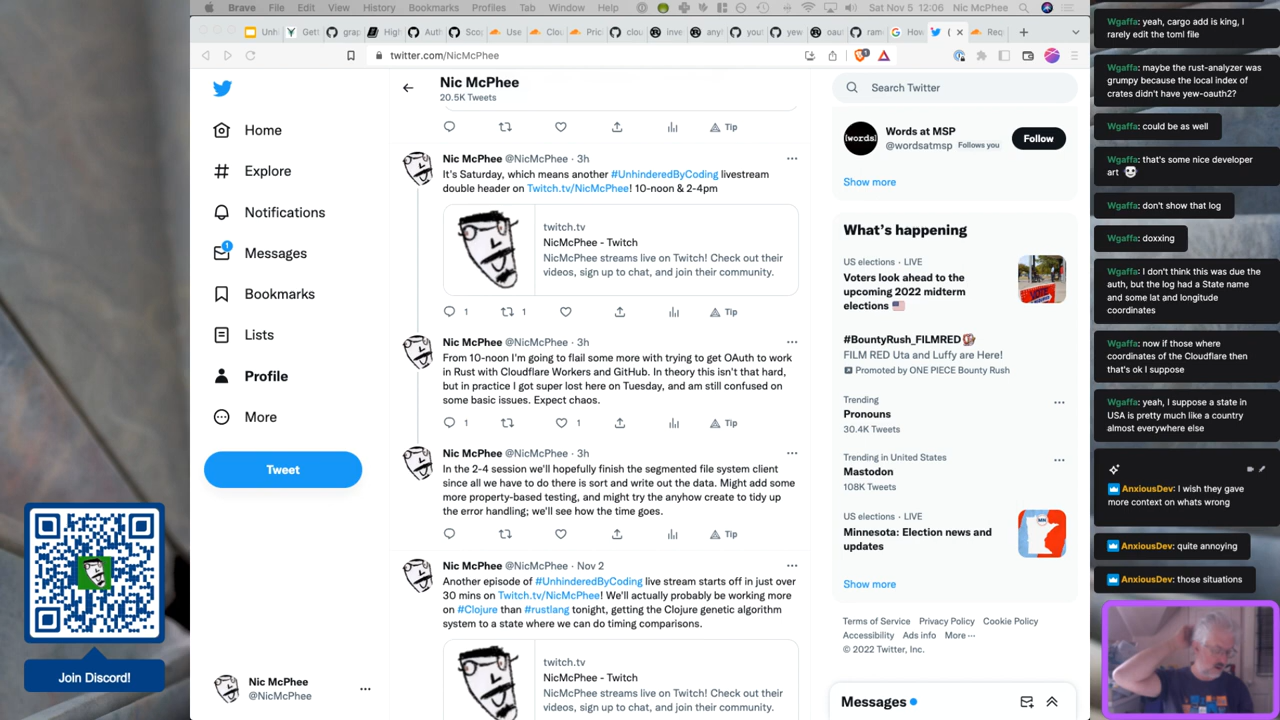 Brave File Edit View History Bookmarks Profiles Tab Window Help Sat Nov 5 12:06 Nic McPhee
twitter.com/NicMcPhee
Home
Explore
Notifications
1
Messages
Bookmarks
Lists
Profile
More
Tweet
Nic McPhee
@NicMcPhee
Join Discord!
Nic McPhee
20.5K Tweets
Tip
Nic McPhee @NicMcPhee · 3h
It's Saturday, which means another #UnhinderedByCoding livestream
double header on Twitch.tv/NicMcPhee! 10-noon & 2-4pm
twitch.tv
NicMcPhee - Twitch
NicMcPhee streams live on Twitch! Check out their
videos, sign up to chat, and join their community.
1 1 Tip
Nic McPhee @NicMcPhee · 3h
From 10-noon I'm going to flail some more with trying to get OAuth to work
in Rust with Cloudflare Workers and GitHub. In theory this isn't that hard,
but in practice I got super lost here on Tuesday, and am still confused on
some basic issues. Expect chaos.
1 1 Tip
Nic McPhee @NicMcPhee · 3h
In the 2-4 session we'll hopefully finish the segmented file system client
since all we have to do there is sort and write out the data. Might add some
more property-based testing, and might try the anyhow create to tidy up
the error handling; we'll see how the time goes.
Tip
Nic McPhee @NicMcPhee · Nov 2
Another episode of #UnhinderedByCoding live stream starts off in just over
30 mins on Twitch.tv/NicMcPhee! We'll actually probably be working more
on #Clojure than #rustlang tonight, getting the Clojure genetic algorithm
system to a state where we can do timing comparisons.
twitch.tv
NicMcPhee - Twitch
NicMcPhee streams live on Twitch! Check out their
videos, sign up to chat, and join their community.
Search Twitter
{words}
Words at MSP
@wordsatmsp Follows you
Follow
Show more
What's happening
US elections · LIVE
Voters look ahead to the
upcoming 2022 midterm
elections
#BountyRush_FILMRED
FILM RED Uta and Luffy are Here!
Promoted by ONE PIECE Bounty Rush
Trending
Pronouns
30.4K Tweets
Trending in United States
Mastodon
108K Tweets
US elections · LIVE
Minnesota: Election news and
updates
Show more
Terms of Service Privacy Policy Cookie Policy
Accessibility Ads info More ···
© 2022 Twitter, Inc.
Messages
Wgaffa: yeah, cargo add is king, I
rarely edit the toml file
Wgaffa: maybe the rust-analyzer was
grumpy because the local index of
crates didn't have yew-oauth2?
Wgaffa: could be as well
Wgaffa: that's some nice developer
art
Wgaffa: don't show that log
Wgaffa: doxxing
Wgaffa: I don't think this was due the
auth, but the log had a State name
and some lat and longitude
coordinates
Wgaffa: now if those where
coordinates of the Cloudflare then
that's ok I suppose
Wgaffa: yeah, I suppose a state in
USA is pretty much like a country
almost everywhere else
AnxiousDev: I wish they gave
more context on whats wrong
AnxiousDev: quite annoying
AnxiousDev: those situations